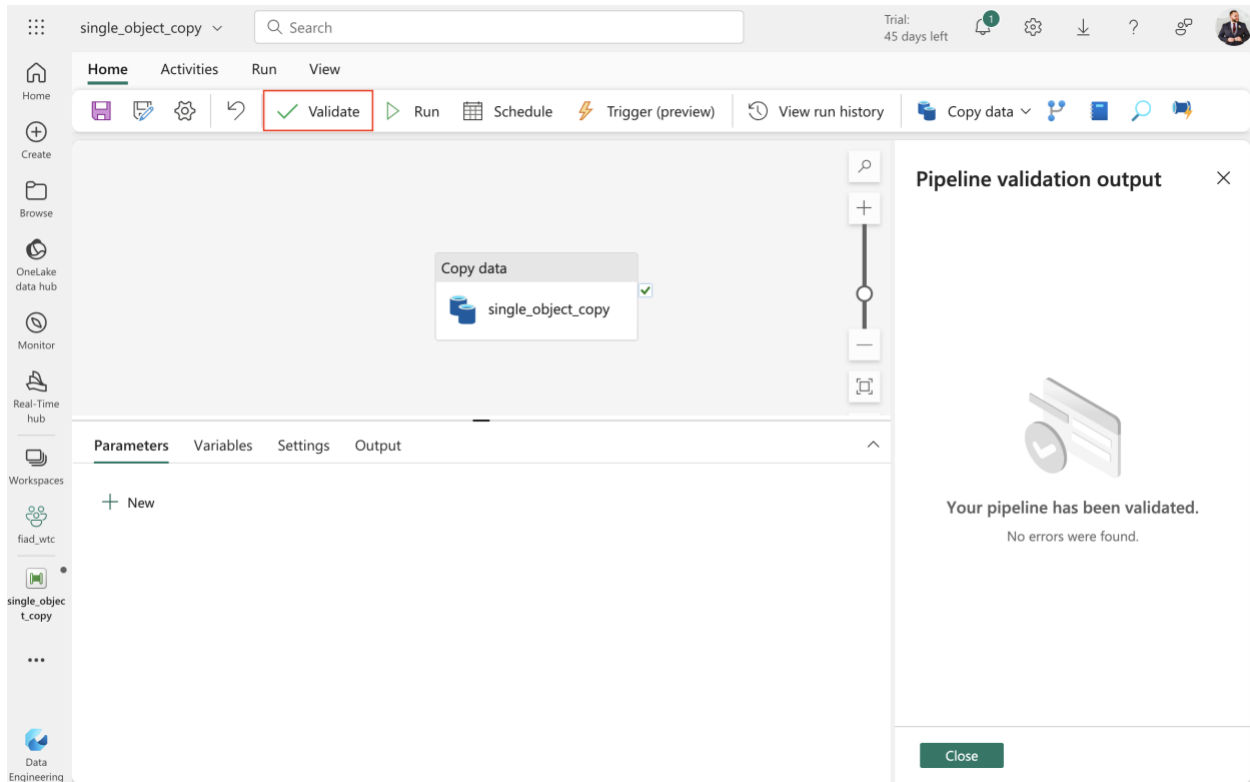 single_object_copy
Search
Trial:
45 days left
1
?
Home
Activities
Run
View
Validate
Run
Schedule
Trigger (preview)
View run history
Copy data
Home
Create
Browse
OneLake
data hub
Monitor
Real-Time
hub
Workspaces
fiad_wtc
single_objec
t_copy
Data
Engineering
Copy data
single_object_copy
Parameters
Variables
Settings
Output
New
Pipeline validation output
Your pipeline has been validated.
No errors were found.
Close